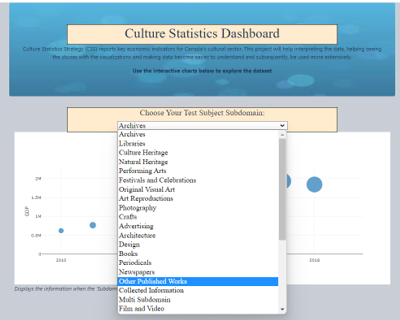 Culture Statistics Dashboard
Culture Statistics Strategy (CSS) reports key economic indicators for Canada's cultural sector. This project will help interpreting the data, helping seeing
the stories with the visualizations and making data become easier to understand and subsequently, be used more extensively.
Use the interactive charts below to explore the dataset
Choose Your Test Subject Subdomain:
Archives
Archives
Libraries
Culture Heritage
Natural Heritage
Performing Arts
Festivals and Celebrations
Original Visual Art
Art Reproductions
Photography
Crafts
Advertising
Architecture
Design
Books
Periodicals
Newspapers
Other Published Works
Collected Information
Multi Subdomain
Film and Video
GDP
2M
1.5M
1M
0.5M
0
2010
2016
Displays the information when the 'Subdom